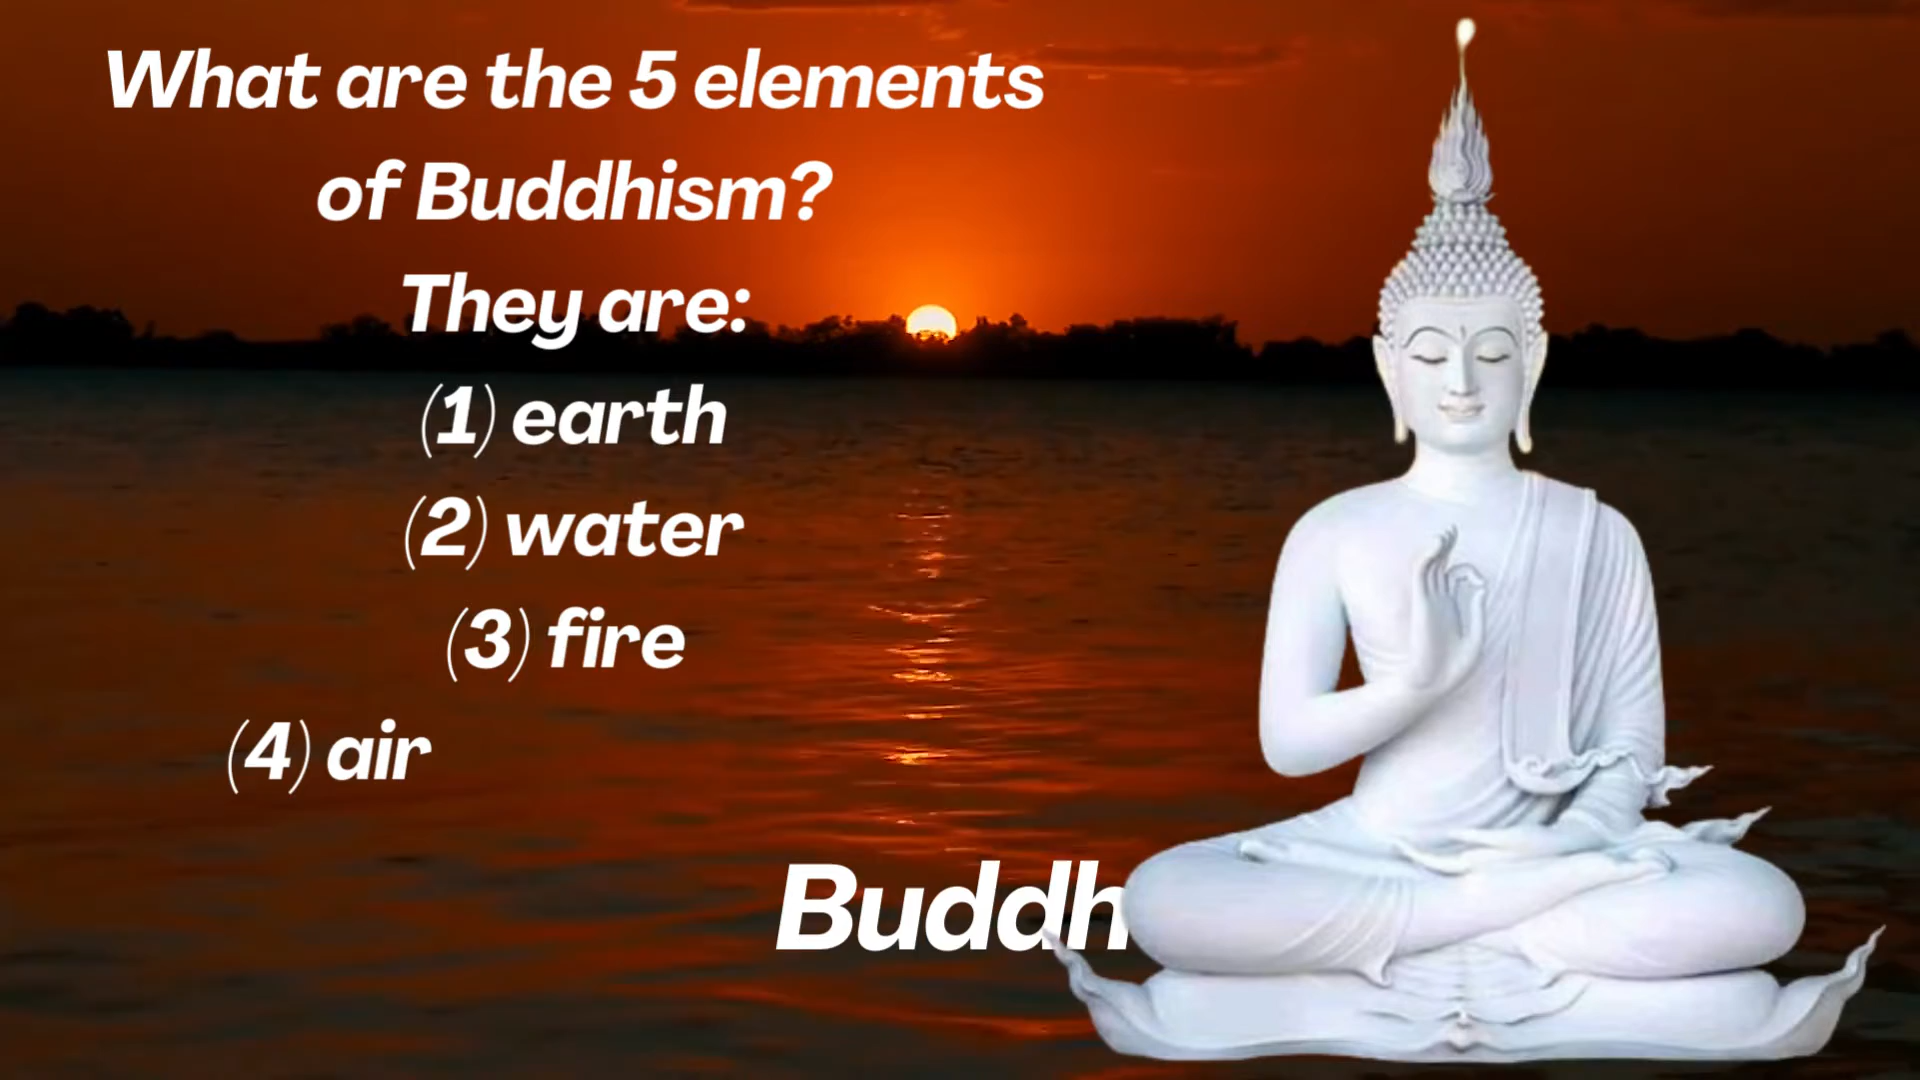 What are the 5 elements
of Buddhism?
They are:
(1) earth
(2) water
(3) fire
(4) air
Buddh